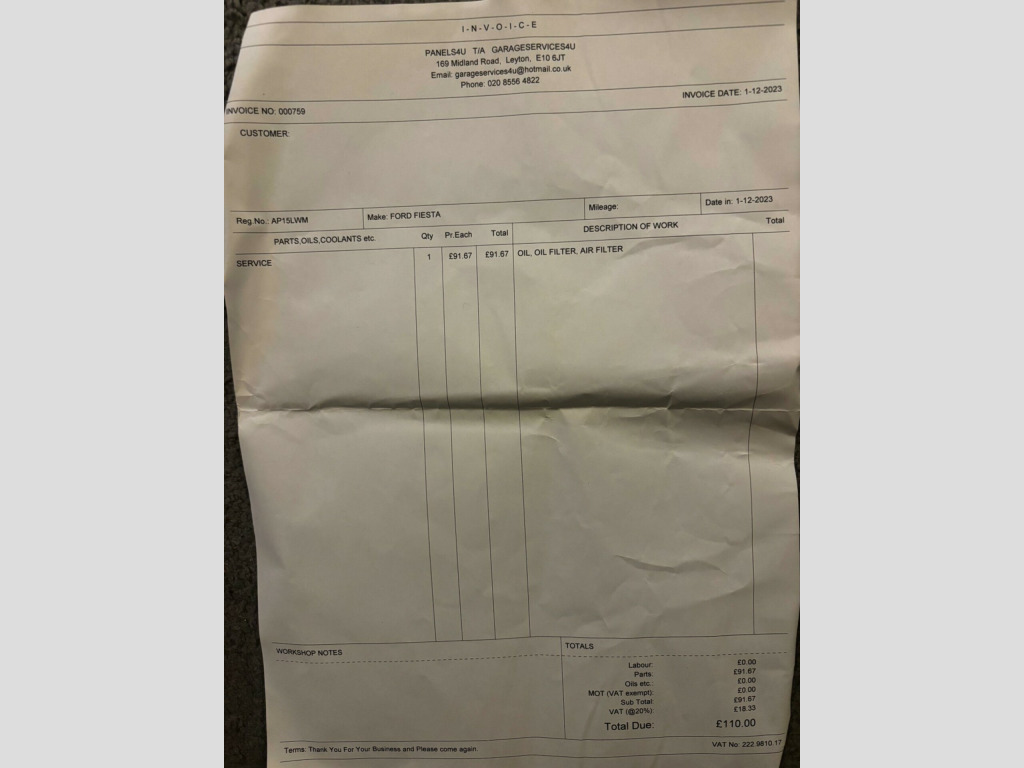 I-N-V-O-I-C-E
PANELS4U T/A GARAGESERVICES4U
169 Midland Road, Leyton, E10 6JT
Email: garageservices4u@hotmail.co.uk
Phone: 020 8556 4822
INVOICE NO: 000759 INVOICE DATE: 1-12-2023
CUSTOMER:
Reg.No.: AP15LWM Make: FORD FIESTA Mileage: Date in: 1-12-2023
PARTS,OILS,COOLANTS etc. Qty Pr.Each Total DESCRIPTION OF WORK Total
SERVICE 1 £91.67 £91.67 OIL, OIL FILTER, AIR FILTER
WORKSHOP NOTES TOTALS
Labour: £0.00
Parts: £91.67
Oils etc.: £0.00
MOT (VAT exempt): £0.00
Sub Total: £91.67
VAT (@20%): £18.33
Total Due: £110.00
Terms: Thank You For Your Business and Please come again. VAT No: 222 9810.17